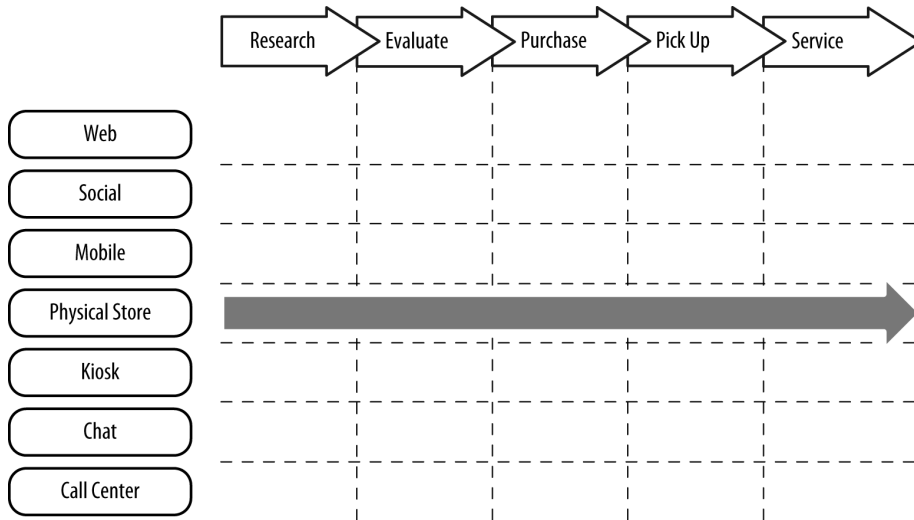 Research
Evaluate
Purchase
Pick Up
Service
Web
Social
Mobile
Physical Store
Kiosk
Chat
Call Center